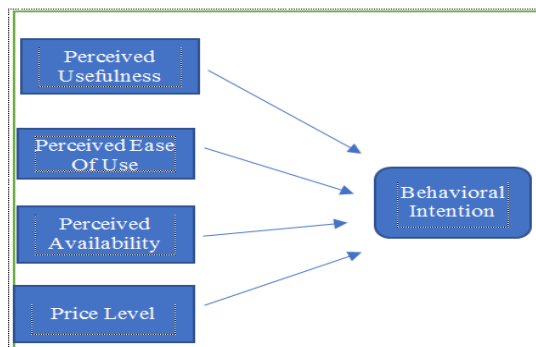 Perceived
Usefulness
Perceived Ease
Of Use
Perceived
Availability
Price Level
Behavioral
Intention